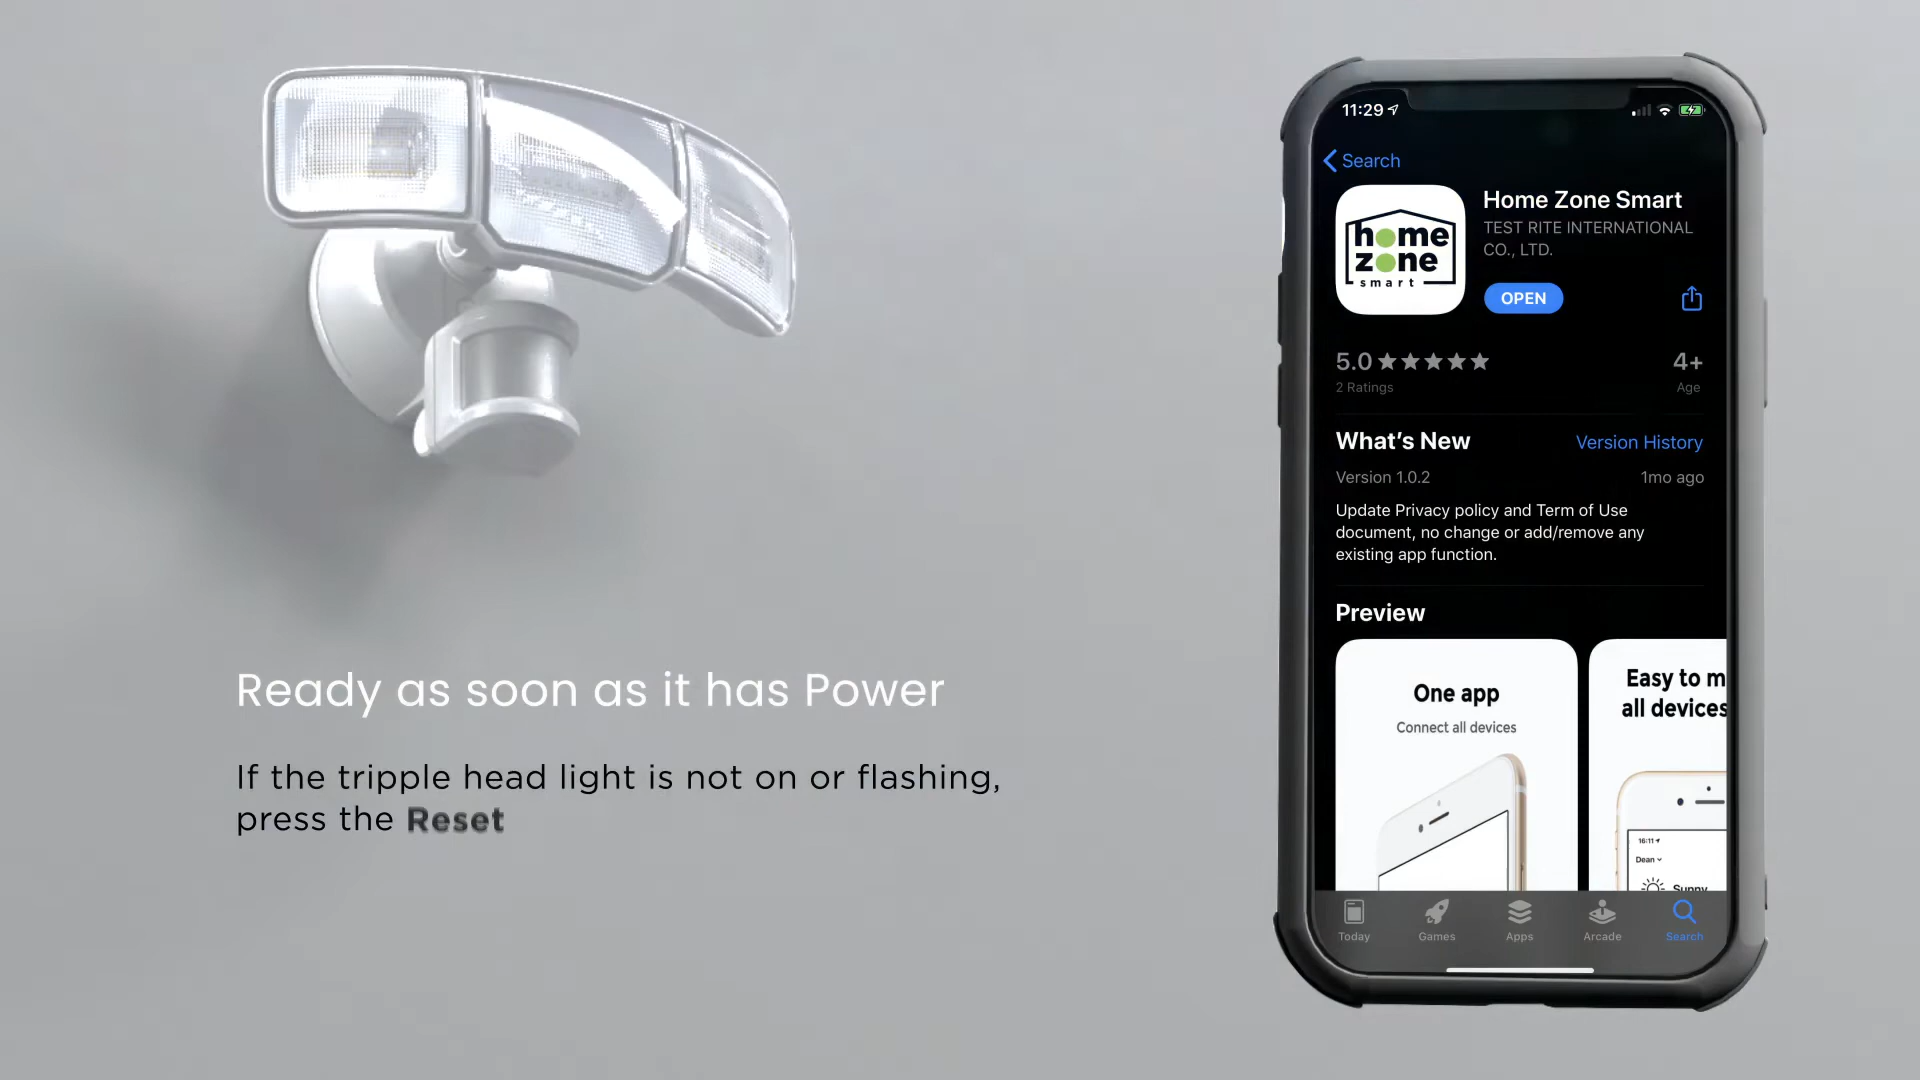 11:29
Search
home
zone
smart
Home Zone Smart
TEST RITE INTERNATIONAL
CO., LTD.
OPEN
5.0
4+
2 Ratings
Age
What's New
Version History
Version 1.0.2
1mo ago
Update Privacy policy and Term of Use
document, no change or add/remove any
existing app function.
Preview
One app
Connect all devices
Easy to m
all devices
16:11
Dean
Sunny
Today
Games
Apps
Arcade
Search
Ready as soon as it has Power
If the tripple head light is not on or flashing,
press the Reset